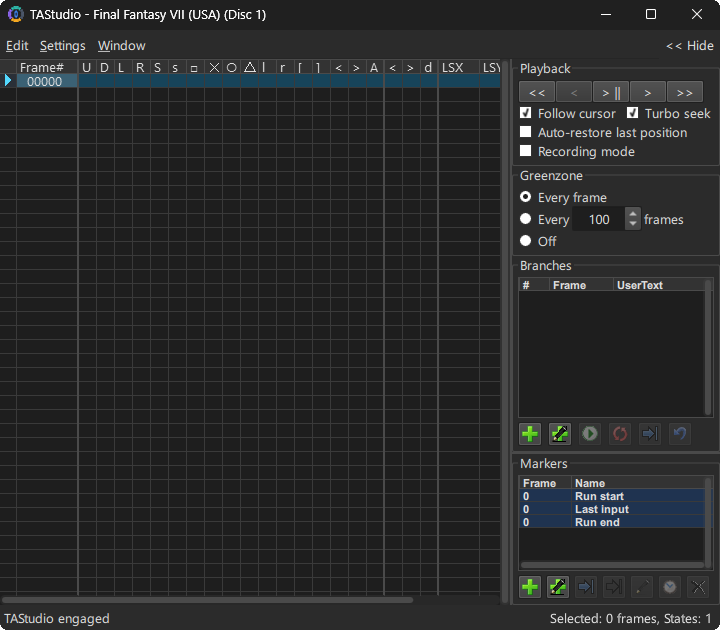 TAStudio - Final Fantasy VII (USA) (Disc 1)
Edit Settings Window << Hide
Frame# U D L R S s □ X O △ l r [ ] < > A < > d LSX LSY
00000
Playback
<< < > || > >>
Follow cursor Turbo seek
Auto-restore last position
Recording mode
Greenzone
Every frame
Every 100 frames
Off
Branches
# Frame UserText
Markers
Frame Name
0 Run start
0 Last input
0 Run end
TAStudio engaged Selected: 0 frames, States: 1